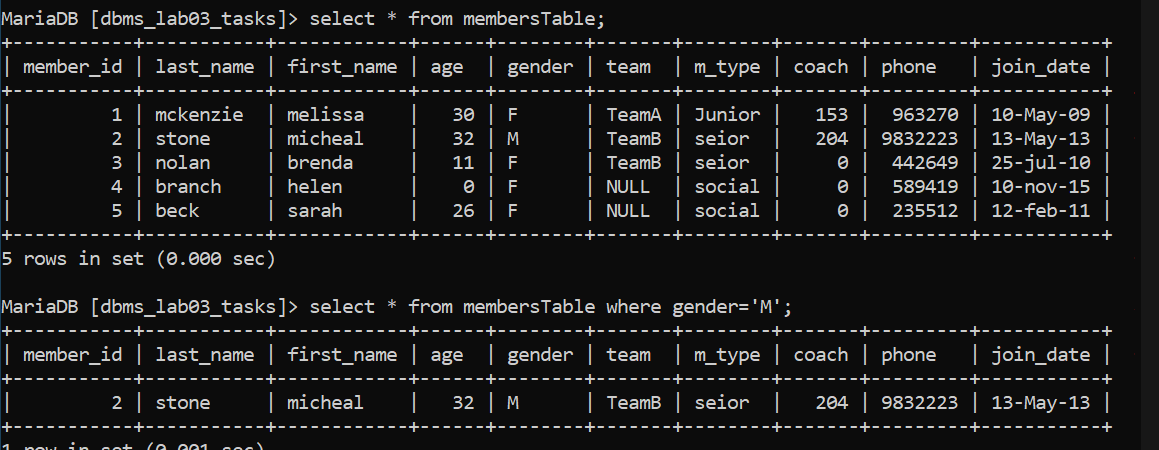 MariaDB [dbms_lab03_tasks]> select * from membersTable;
+-----------+-----------+------------+------+--------+-------+--------+-------+---------+-----------+
| member_id | last_name | first_name | age  | gender | team  | m_type | coach | phone   | join_date |
+-----------+-----------+------------+------+--------+-------+--------+-------+---------+-----------+
|         1 | mckenzie  | melissa    |   30 | F      | TeamA | Junior |   153 |  963270 | 10-May-09 |
|         2 | stone     | micheal    |   32 | M      | TeamB | seior  |   204 | 9832223 | 13-May-13 |
|         3 | nolan     | brenda     |   11 | F      | TeamB | seior  |     0 |  442649 | 25-jul-10 |
|         4 | branch    | helen      |    0 | F      | NULL  | social |     0 |  589419 | 10-nov-15 |
|         5 | beck      | sarah      |   26 | F      | NULL  | social |     0 |  235512 | 12-feb-11 |
+-----------+-----------+------------+------+--------+-------+--------+-------+---------+-----------+
5 rows in set (0.000 sec)
MariaDB [dbms_lab03_tasks]> select * from membersTable where gender='M';
+-----------+-----------+------------+------+--------+-------+--------+-------+---------+-----------+
| member_id | last_name | first_name | age  | gender | team  | m_type | coach | phone   | join_date |
+-----------+-----------+------------+------+--------+-------+--------+-------+---------+-----------+
|         2 | stone     | micheal    |   32 | M      | TeamB | seior  |   204 | 9832223 | 13-May-13 |
+-----------+-----------+------------+------+--------+-------+--------+-------+---------+-----------+
1 row in set (0.001 sec)